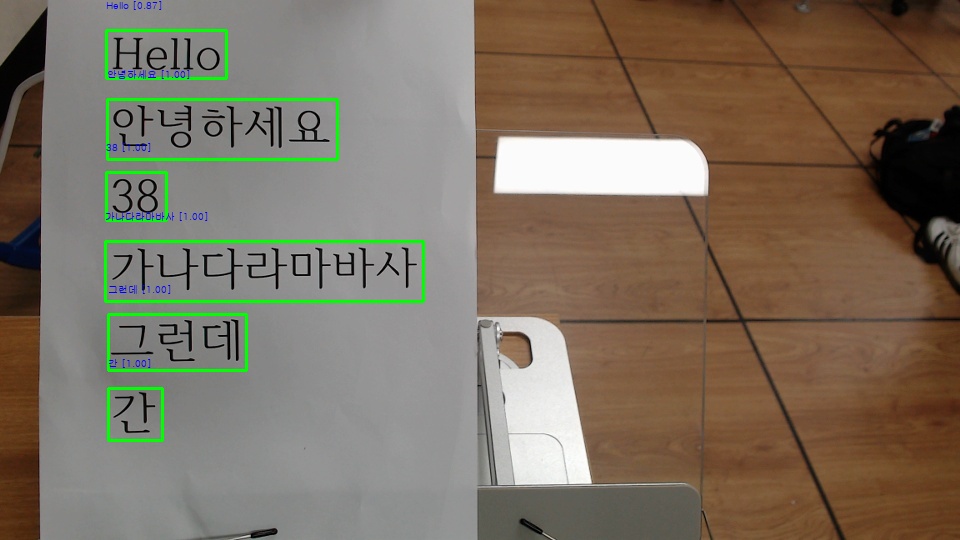 Hello [0.87]
Hello
안녕하세요 [1.00]
안녕하세요
38 [1.00]
38
가나다라마바사 [1.00]
가나다라마바사
그런데 [1.00]
그런데
간 [1.00]
간